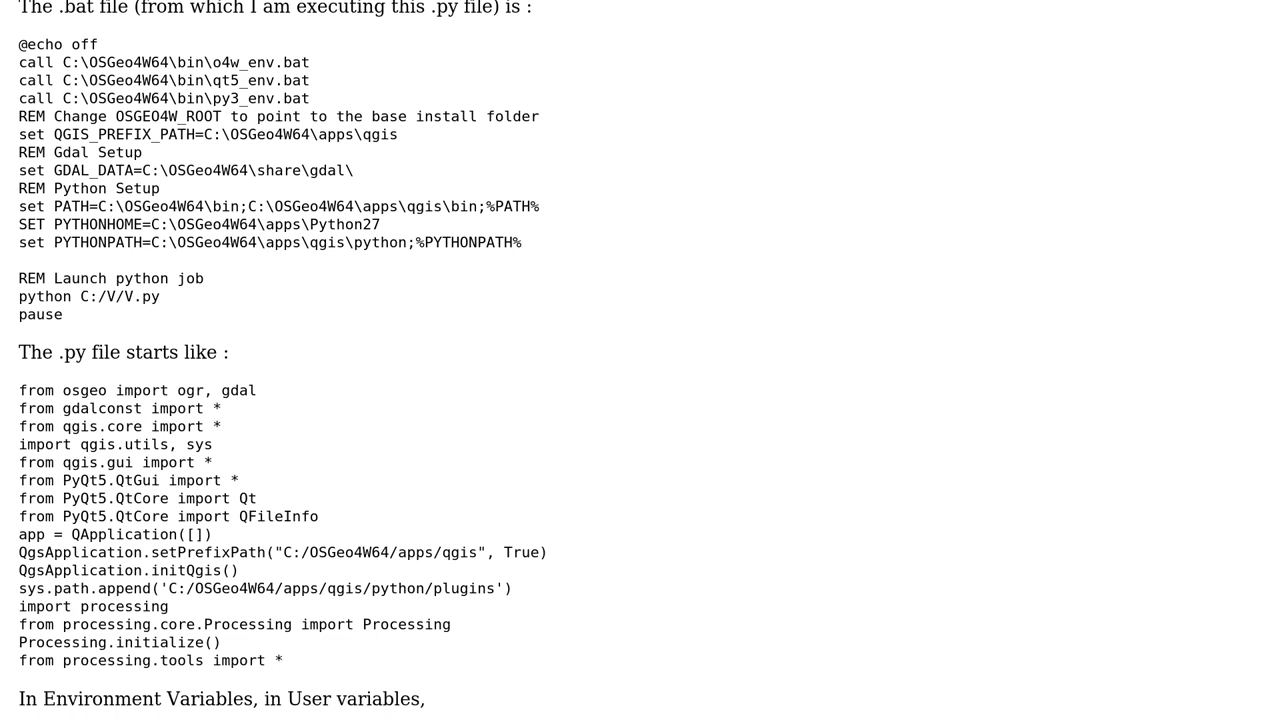 The .bat file (from which I am executing this .py file) is :
@echo off
call C:\OSGeo4W64\bin\o4w_env.bat
call C:\OSGeo4W64\bin\qt5_env.bat
call C:\OSGeo4W64\bin\py3_env.bat
REM Change OSGEO4W_ROOT to point to the base install folder
set QGIS_PREFIX_PATH=C:\OSGeo4W64\apps\qgis
REM Gdal Setup
set GDAL_DATA=C:\OSGeo4W64\share\gdal\
REM Python Setup
set PATH=C:\OSGeo4W64\bin;C:\OSGeo4W64\apps\qgis\bin;%PATH%
SET PYTHONHOME=C:\OSGeo4W64\apps\Python27
set PYTHONPATH=C:\OSGeo4W64\apps\qgis\python;%PYTHONPATH%
REM Launch python job
python C:/V/V.py
pause
The .py file starts like :
from osgeo import ogr, gdal
from gdalconst import *
from qgis.core import *
import qgis.utils, sys
from qgis.gui import *
from PyQt5.QtGui import *
from PyQt5.QtCore import Qt
from PyQt5.QtCore import QFileInfo
app = QApplication([])
QgsApplication.setPrefixPath("C:/OSGeo4W64/apps/qgis", True)
QgsApplication.initQgis()
sys.path.append('C:/OSGeo4W64/apps/qgis/python/plugins')
import processing
from processing.core.Processing import Processing
Processing.initialize()
from processing.tools import *
In Environment Variables, in User variables,